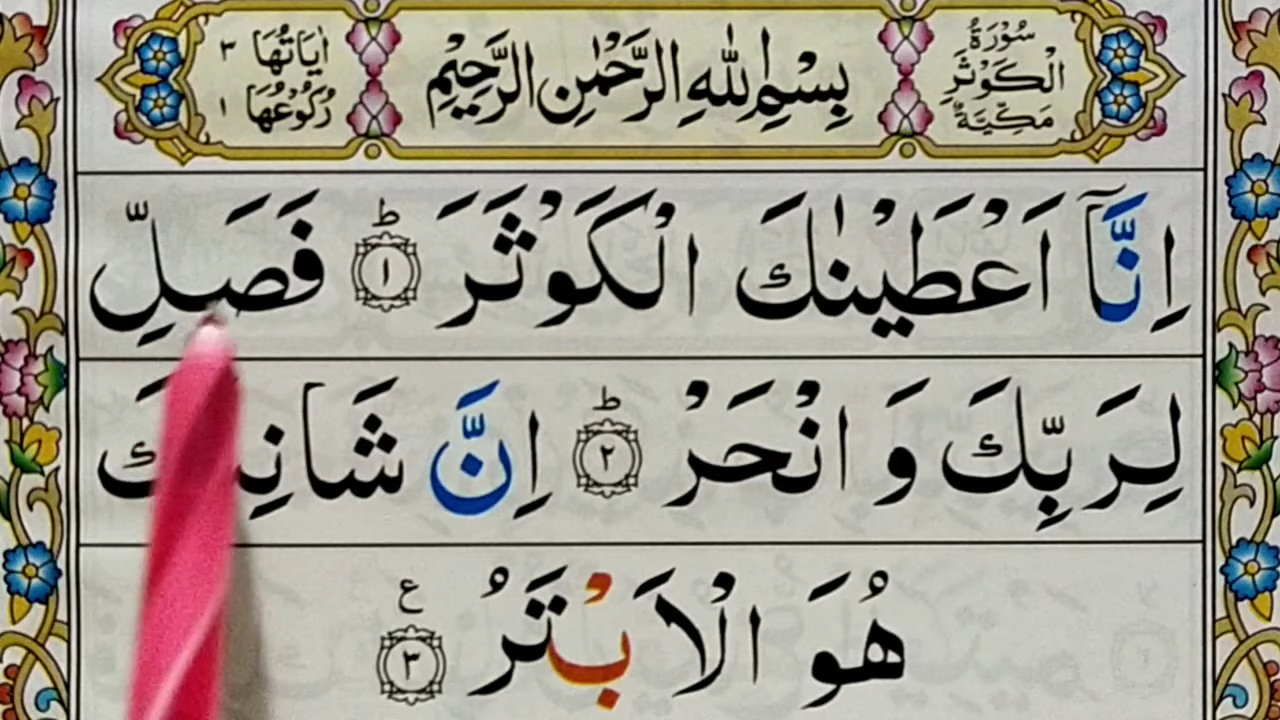 سُوْرَةُ الْكَوْثَرِ مَكِّيَّةٌ
بِسْمِ اللّٰهِ الرَّحْمٰنِ الرَّحِيْمِ
اٰيَاتُهَا ٣
رُكُوْعُهَا ١
اِنَّاۤ اَعْطَيْنٰكَ الْكَوْثَرَ ؕ ١ فَصَلِّ
لِرَبِّكَ وَ انْحَرْ ؕ ٢ اِنَّ شَانِئَكَ
هُوَ الْاَبْتَرُ ع ٣